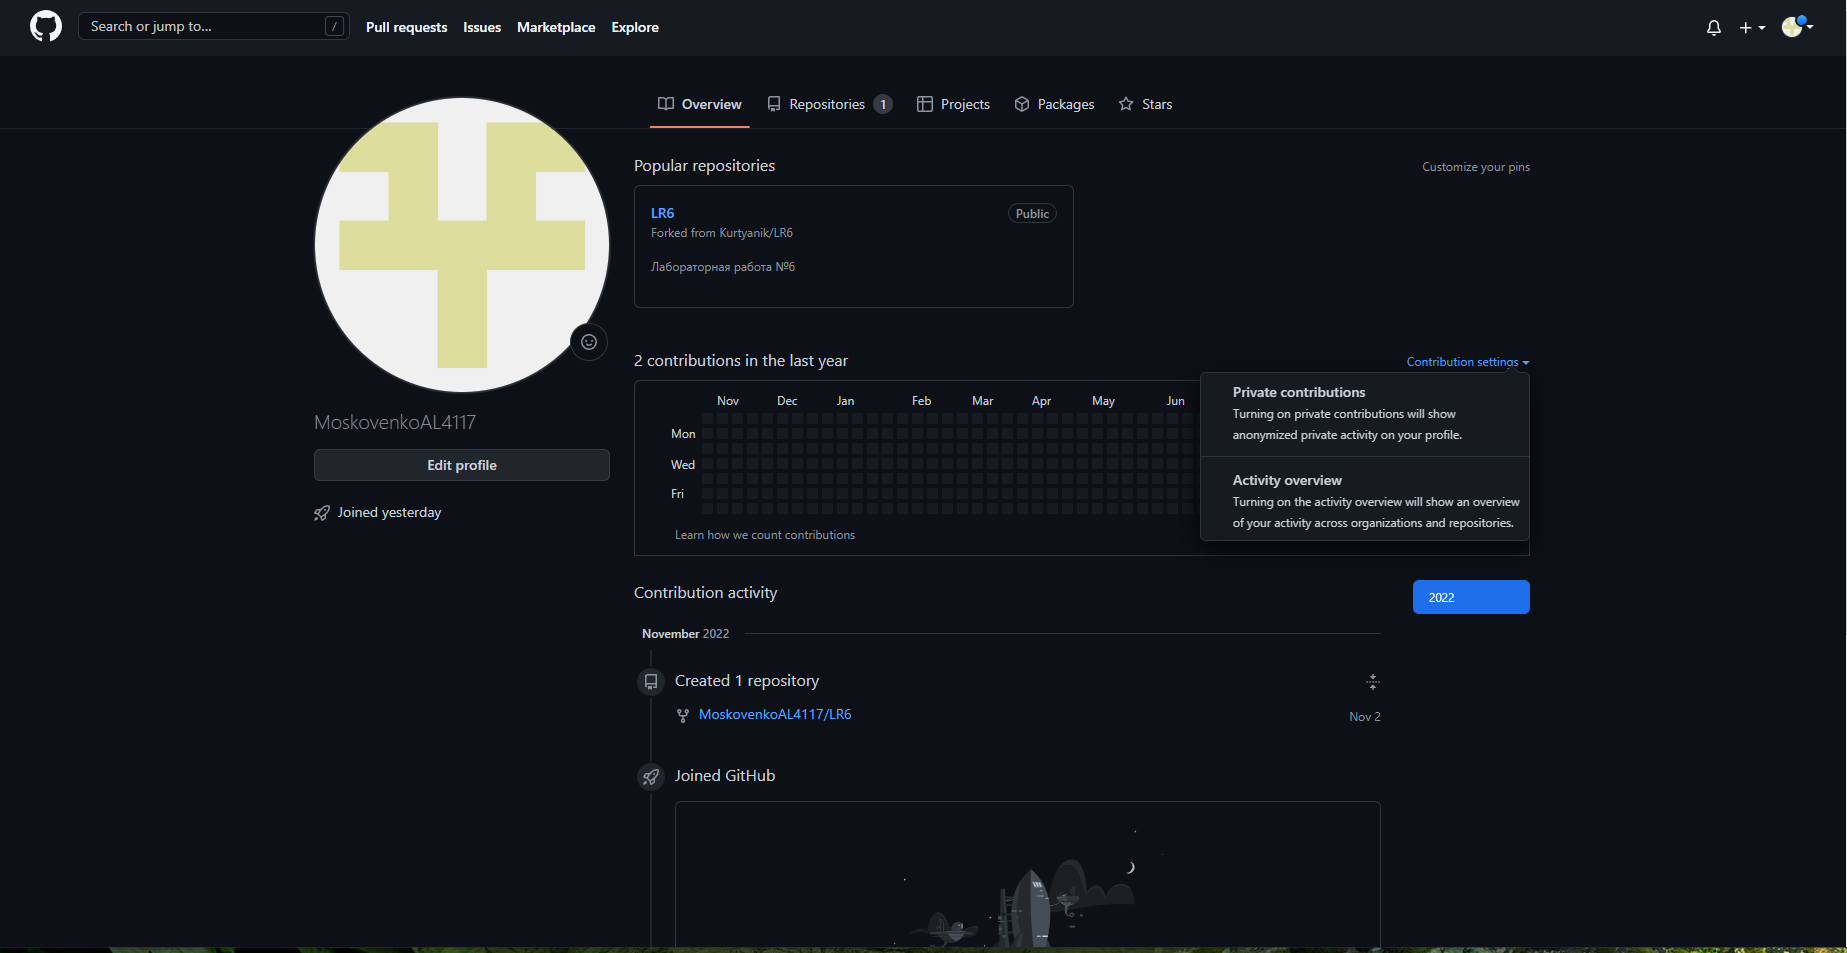 Search or jump to...
/
Pull requests
Issues
Marketplace
Explore
Overview
Repositories 1
Projects
Packages
Stars
MoskovenkoAL4117
Edit profile
Joined yesterday
Popular repositories
Customize your pins
LR6
Public
Forked from Kurtyanik/LR6
Лабораторная работа №6
2 contributions in the last year
Contribution settings
Private contributions
Turning on private contributions will show
anonymized private activity on your profile.
Activity overview
Turning on the activity overview will show an overview
of your activity across organizations and repositories.
Nov Dec Jan Feb Mar Apr May Jun
Mon
Wed
Fri
Learn how we count contributions
Contribution activity
2022
November 2022
Created 1 repository
MoskovenkoAL4117/LR6
Nov 2
Joined GitHub